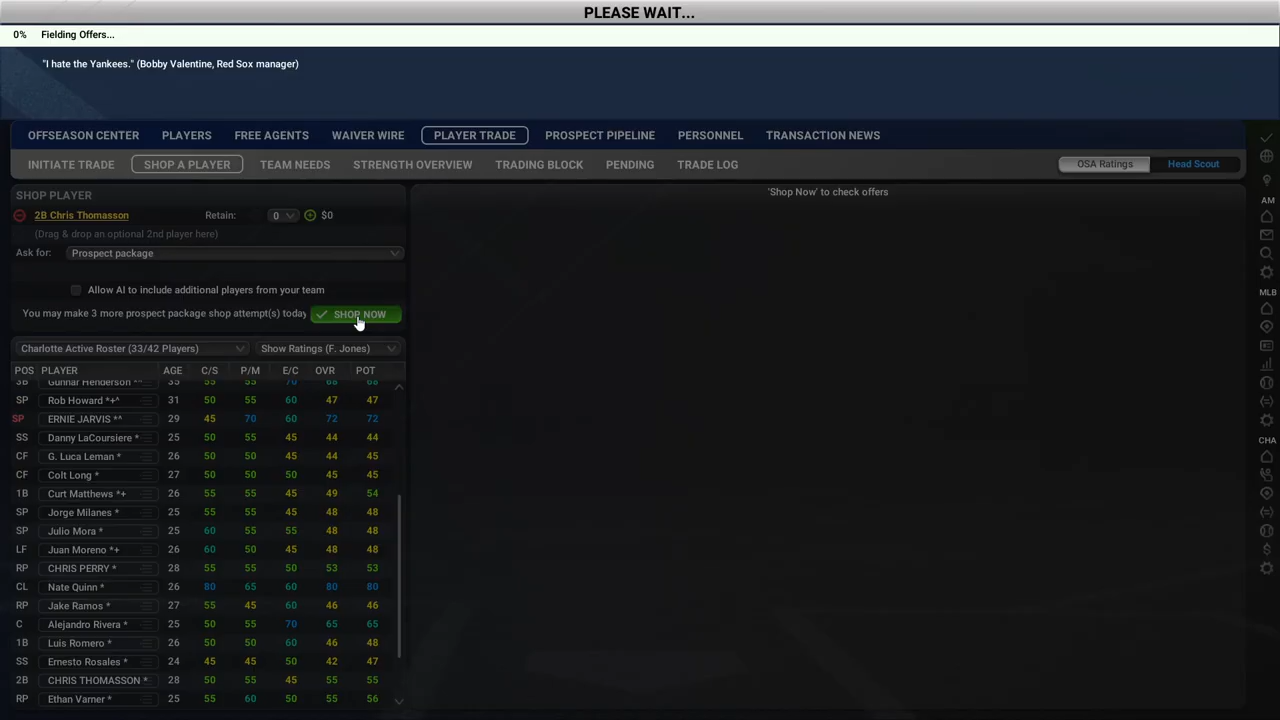 PLEASE WAIT...
0% Fielding Offers...
"I hate the Yankees." (Bobby Valentine, Red Sox manager)
OFFSEASON CENTER PLAYERS FREE AGENTS WAIVER WIRE PLAYER TRADE PROSPECT PIPELINE PERSONNEL TRANSACTION NEWS
INITIATE TRADE SHOP A PLAYER TEAM NEEDS STRENGTH OVERVIEW TRADING BLOCK PENDING TRADE LOG OSA Ratings Head Scout
SHOP PLAYER
'Shop Now' to check offers
2B Chris Thomasson Retain: 0 $0
(Drag & drop an optional 2nd player here)
Ask for: Prospect package
Allow AI to include additional players from your team
You may make 3 more prospect package shop attempt(s) today SHOP NOW
Charlotte Active Roster (33/42 Players) Show Ratings (F. Jones)
POS PLAYER AGE C/S P/M E/C OVR POT
3B Gunnar Henderson *^ 35 55 55 70 68 68
SP Rob Howard *+^ 31 50 55 60 47 47
SP ERNIE JARVIS *^ 29 45 70 60 72 72
SS Danny LaCoursiere * 25 50 55 45 44 44
CF G. Luca Leman * 26 50 50 45 44 45
CF Colt Long * 27 50 50 50 45 45
1B Curt Matthews *+ 26 55 55 45 49 54
SP Jorge Milanes * 25 55 55 45 48 48
SP Julio Mora * 25 60 55 55 48 48
LF Juan Moreno *+ 26 60 50 45 48 48
RP CHRIS PERRY * 28 55 55 50 53 53
CL Nate Quinn * 26 80 65 60 80 80
RP Jake Ramos * 27 55 45 60 46 46
C Alejandro Rivera * 26 50 55 70 65 65
1B Luis Romero * 26 50 50 60 46 48
SS Ernesto Rosales * 24 45 45 50 42 47
2B CHRIS THOMASSON * 28 50 55 45 55 55
RP Ethan Varner * 25 55 60 50 55 56
AM
MLB
CHA